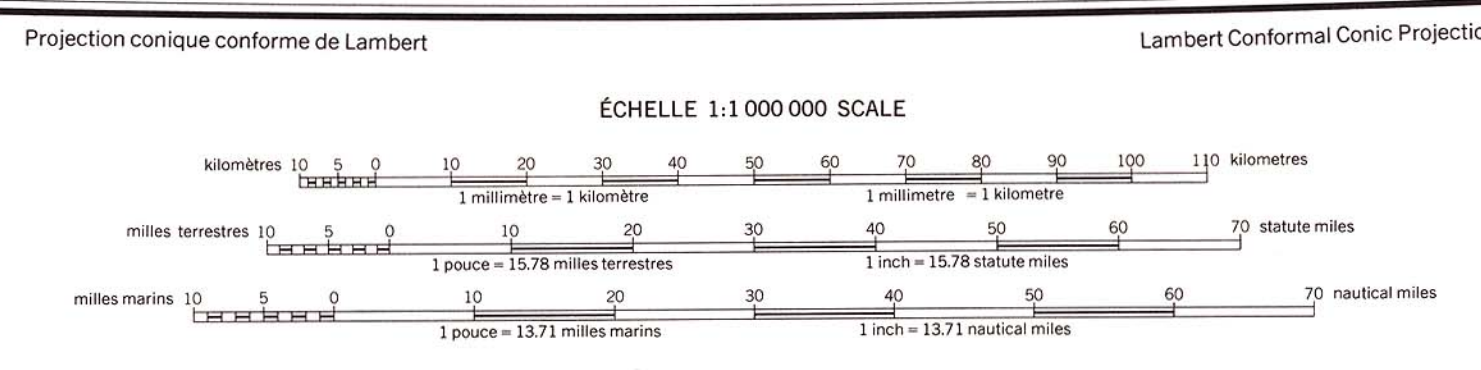 Projection conique conforme de Lambert Lambert Conformal Conic Projectio
ÉCHELLE 1:1 000 000 SCALE
kilomètres 10 5 0 10 20 30 40 50 60 70 80 90 100 110 kilometres
1 millimètre = 1 kilomètre 1 millimetre = 1 kilometre
milles terrestres 10 5 0 10 20 30 40 50 60 70 statute miles
1 pouce = 15.78 milles terrestres 1 inch = 15.78 statute miles
milles marins 10 5 0 10 20 30 40 50 60 70 nautical miles
1 pouce = 13.71 milles marins 1 inch = 13.71 nautical miles